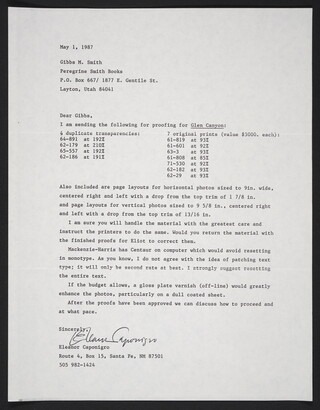 May 1, 1987
Gibbs M. Smith
Peregrine Smith Books
P.O. Box 667/ 1877 E. Gentile St.
Layton, Utah 84041
Dear Gibbs,
I am sending the following for proofing for Glen Canyon:
4 duplicate transparencies: 7 original prints (value $3000. each):
64-891 at 192% 61-819 at 93%
62-179 at 210% 61-601 at 92%
65-557 at 192% 63-3 at 93%
62-186 at 191% 61-808 at 85%
71-530 at 92%
62-182 at 93%
62-29 at 93%
Also included are page layouts for horizontal photos sized to 9in. wide,
centered right and left with a drop from the top trim of 1 7/8 in.
and page layouts for vertical photos sized to 9 5/8 in., centered right
and left with a drop from the top trim of 13/16 in.
I am sure you will handle the material with the greatest care and
instruct the printers to do the same. Would you return the material with
the finished proofs for Eliot to correct them.
Mackenzie-Harris has Centaur on computer which would avoid resetting
in monotype. As you know, I do not agree with the idea of patching text
type; it will only be second rate at best. I strongly suggest resetting
the entire text.
If the budget allows, a gloss plate varnish (off-line) would greatly
enhance the photos, particularly on a dull coated sheet.
After the proofs have been approved we can discuss how to proceed and
at what pace.
Sincerely,
Eleanor Caponigro
Eleanor Caponigro
Route 4, Box 15, Santa Fe, NM 87501
505 982-1424